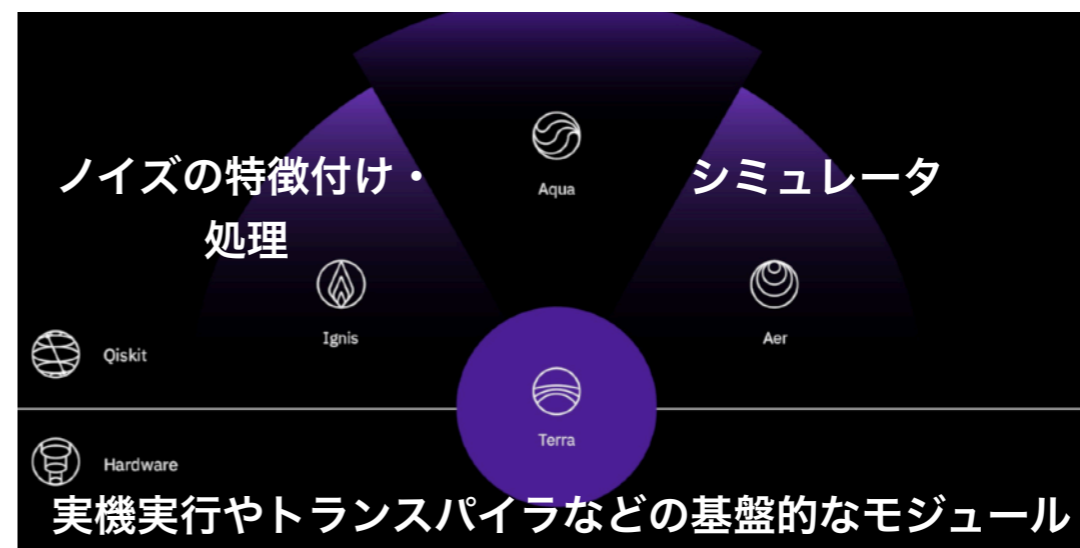 Aqua
ノイズの特徴付け・
処理
シミュレータ
Ignis
Aer
Qiskit
Terra
Hardware
実機実行やトランスパイラなどの基盤的なモジュール